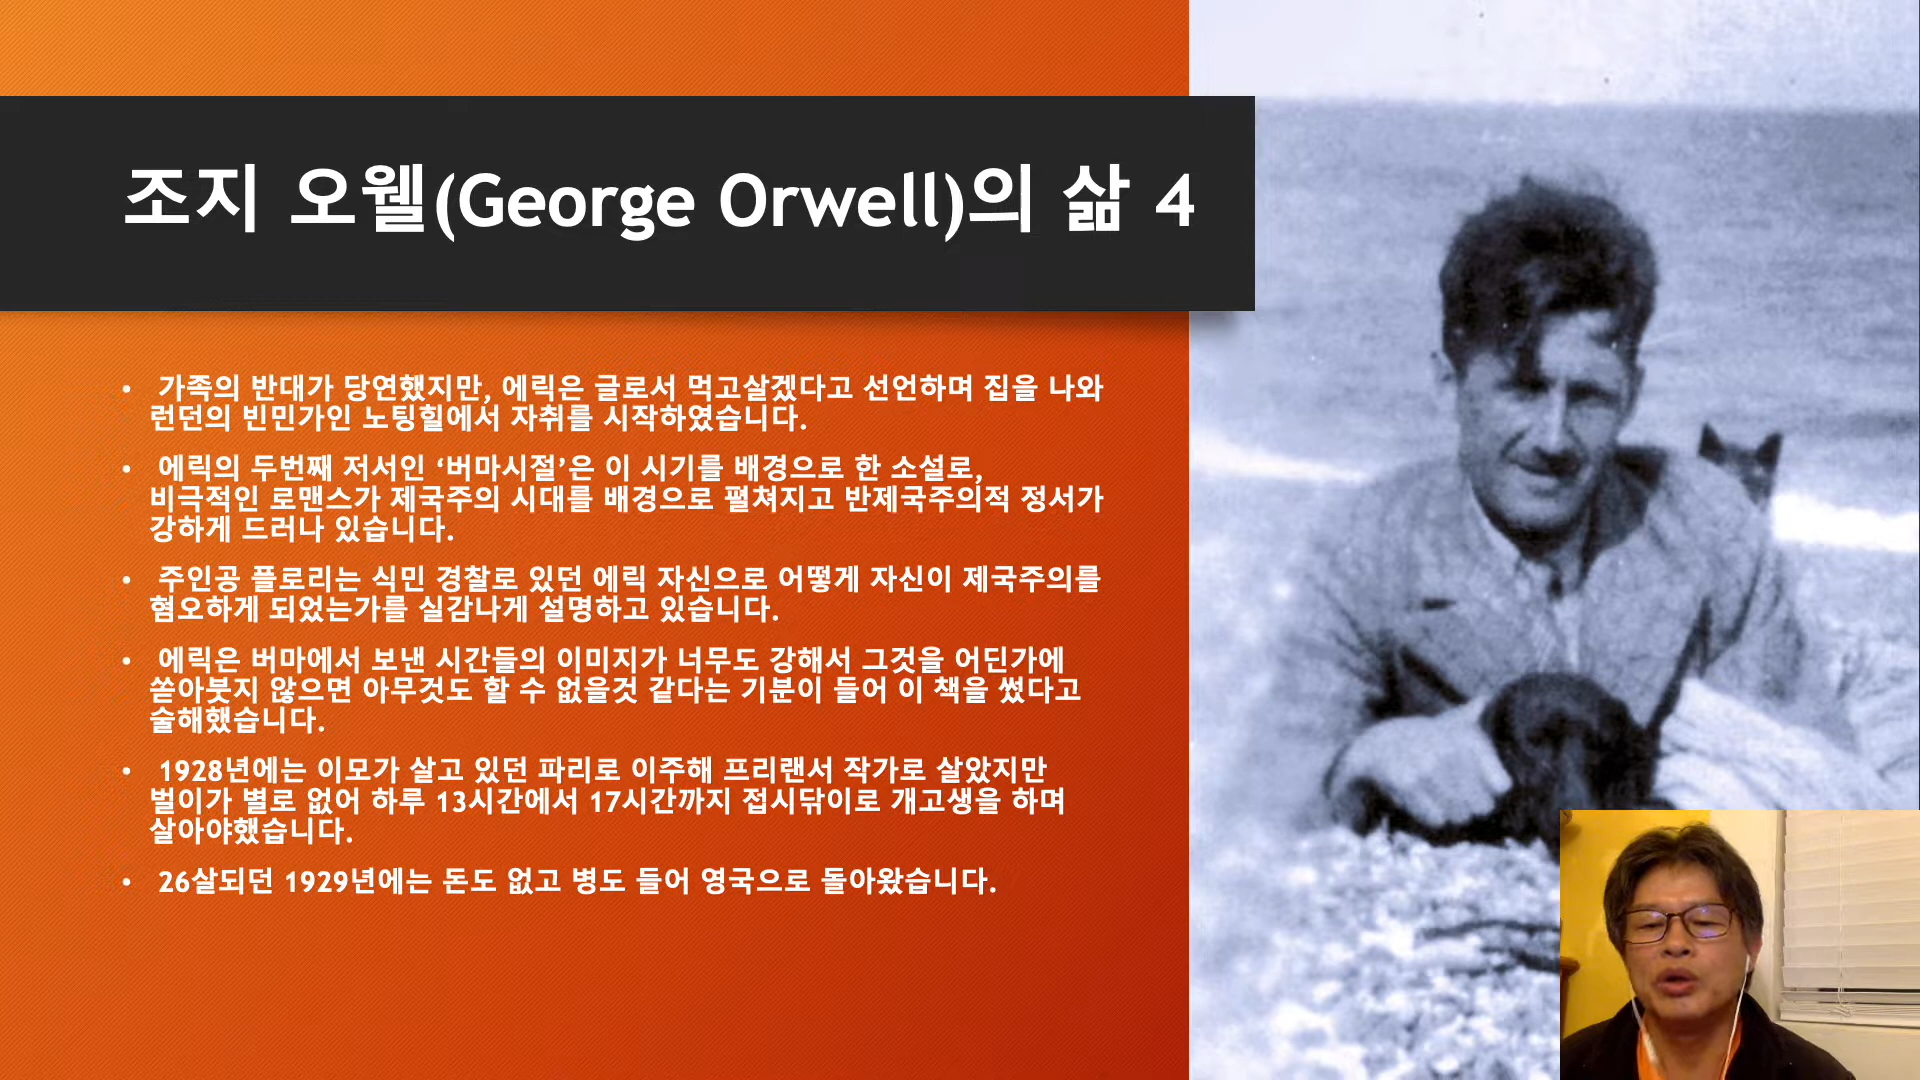 조지 오웰(George Orwell)의 삶 4
• 가족의 반대가 당연했지만, 에릭은 글로서 먹고살겠다고 선언하며 집을 나와
런던의 빈민가인 노팅힐에서 자취를 시작하였습니다.
• 에릭의 두번째 저서인 ‘버마시절’은 이 시기를 배경으로 한 소설로,
비극적인 로맨스가 제국주의 시대를 배경으로 펼쳐지고 반제국주의적 정서가
강하게 드러나 있습니다.
• 주인공 플로리는 식민 경찰로 있던 에릭 자신으로 어떻게 자신이 제국주의를
혐오하게 되었는가를 실감나게 설명하고 있습니다.
• 에릭은 버마에서 보낸 시간들의 이미지가 너무도 강해서 그것을 어딘가에
쏟아붓지 않으면 아무것도 할 수 없을것 같다는 기분이 들어 이 책을 썼다고
술해했습니다.
• 1928년에는 이모가 살고 있던 파리로 이주해 프리랜서 작가로 살았지만
벌이가 별로 없어 하루 13시간에서 17시간까지 접시닦이로 개고생을 하며
살아야했습니다.
• 26살되던 1929년에는 돈도 없고 병도 들어 영국으로 돌아왔습니다.